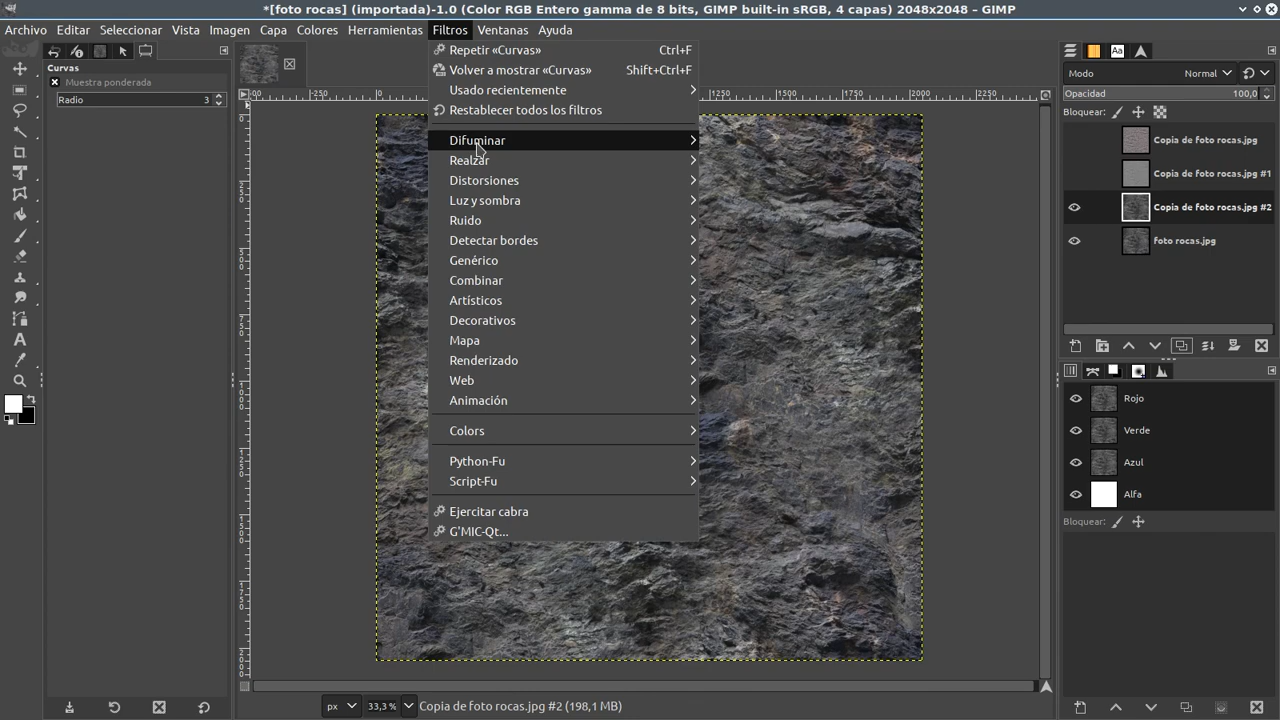 *[foto rocas] (importada)-1.0 (Color RGB Entero gamma de 8 bits, GIMP built-in sRGB, 4 capas) 2048x2048 – GIMP
Archivo Editar Seleccionar Vista Imagen Capa Colores Herramientas Filtros Ventanas Ayuda
Curvas
Muestra ponderada
Radio 3
Repetir «Curvas» Ctrl+F
Volver a mostrar «Curvas» Shift+Ctrl+F
Usado recientemente
Restablecer todos los filtros
Difuminar
Realzar
Distorsiones
Luz y sombra
Ruido
Detectar bordes
Genérico
Combinar
Artísticos
Decorativos
Mapa
Renderizado
Web
Animación
Colors
Python-Fu
Script-Fu
Ejercitar cabra
G'MIC-Qt...
1250 1500 1750 2000 2250
Modo Normal
Opacidad 100,0
Bloquear:
Copia de foto rocas.jpg
Copia de foto rocas.jpg #1
Copia de foto rocas.jpg #2
foto rocas.jpg
Rojo
Verde
Azul
Alfa
Bloquear:
px 33,3 % Copia de foto rocas.jpg #2 (198,1 MB)